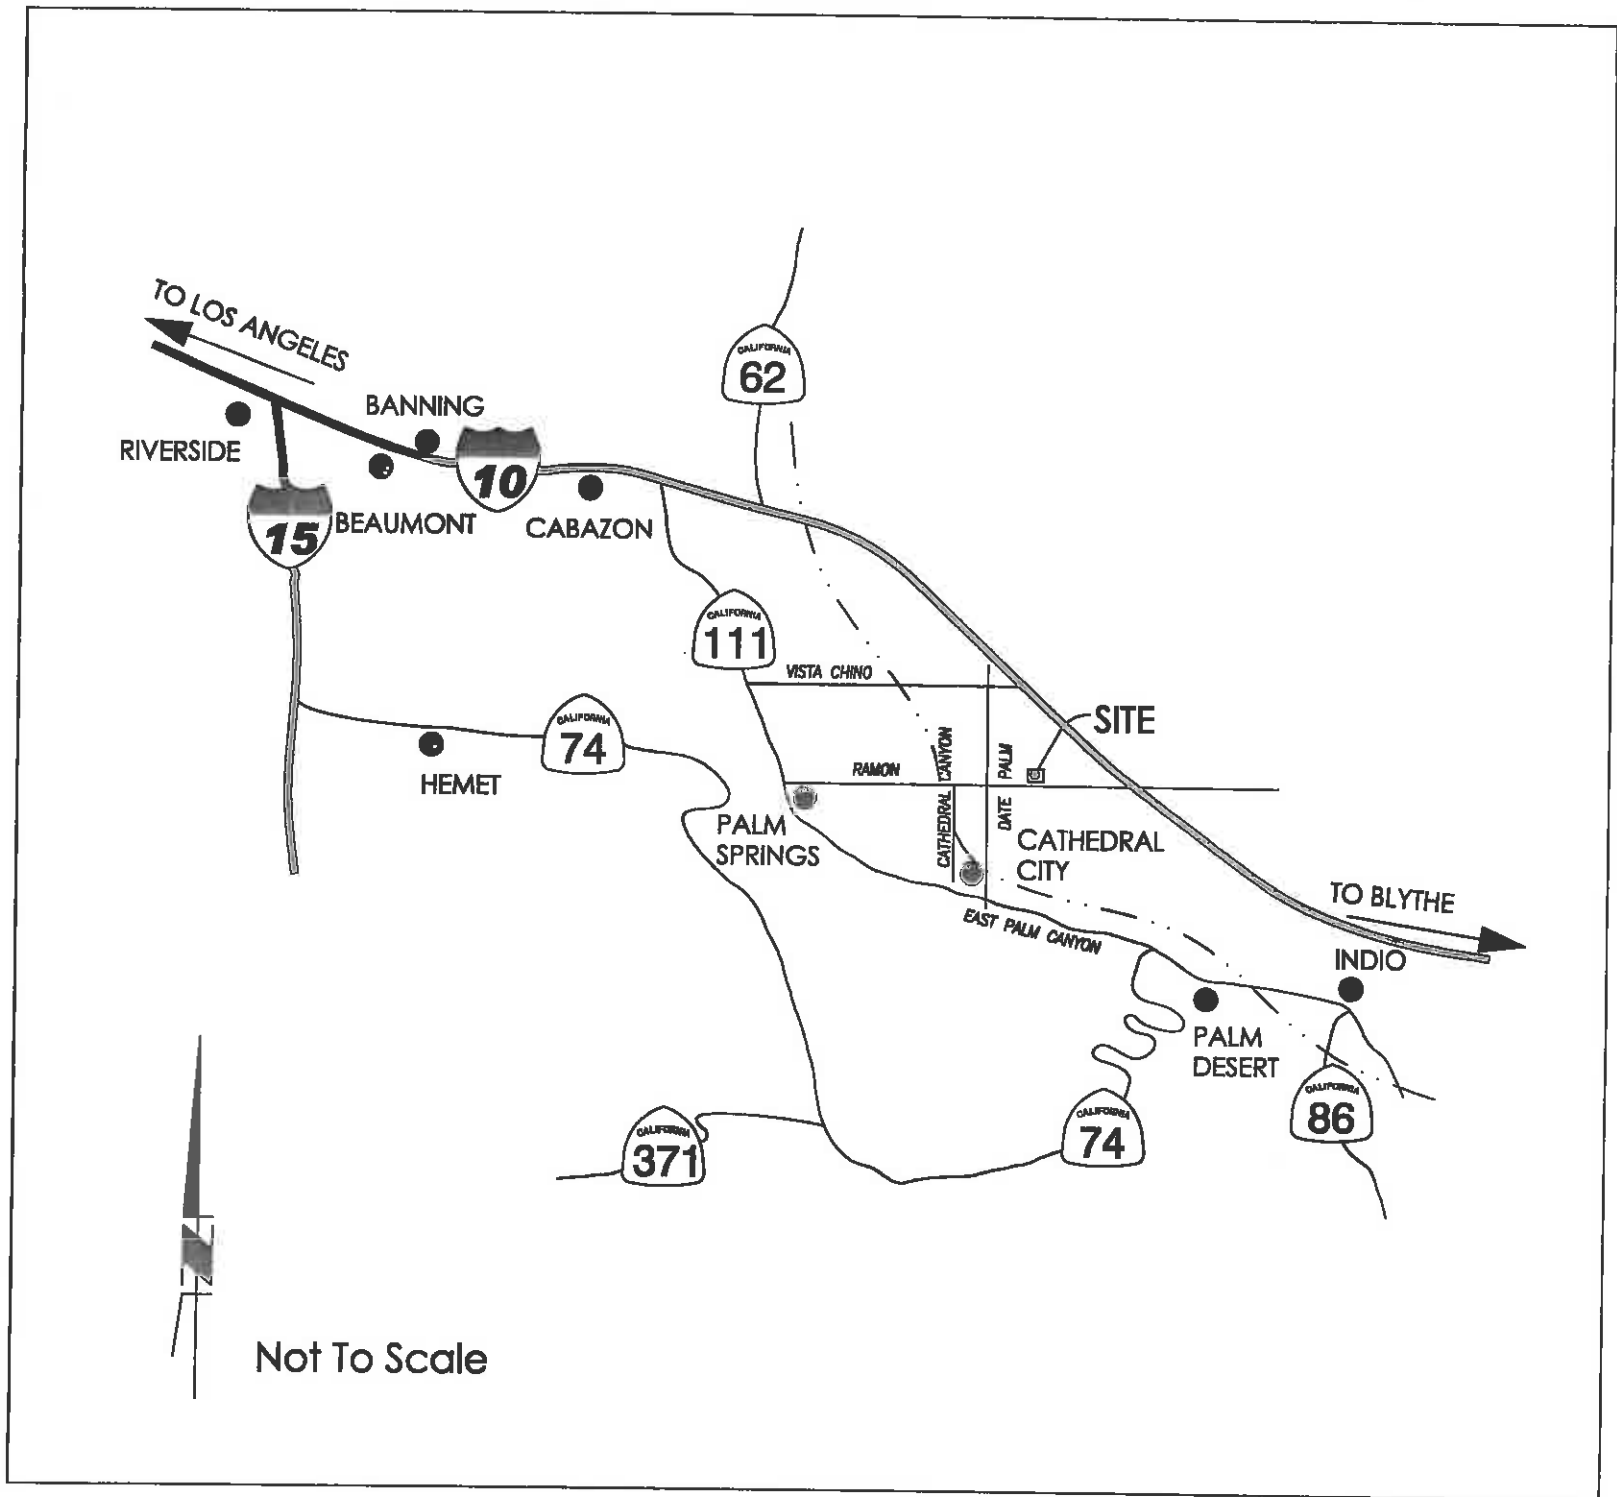 TO LOS ANGELES
CALIFORNIA
62
BANNING
RIVERSIDE
10
15
BEAUMONT
CABAZON
CALIFORNIA
111
VISTA CHINO
SITE
CALIFORNIA
74
HEMET
RAMON
CATHEDRAL CANYON
DATE PALM
PALM
SPRINGS
CATHEDRAL
CITY
TO BLYTHE
EAST PALM CANYON
INDIO
PALM
DESERT
CALIFORNIA
86
CALIFORNIA
74
CALIFORNIA
371
N
Not To Scale